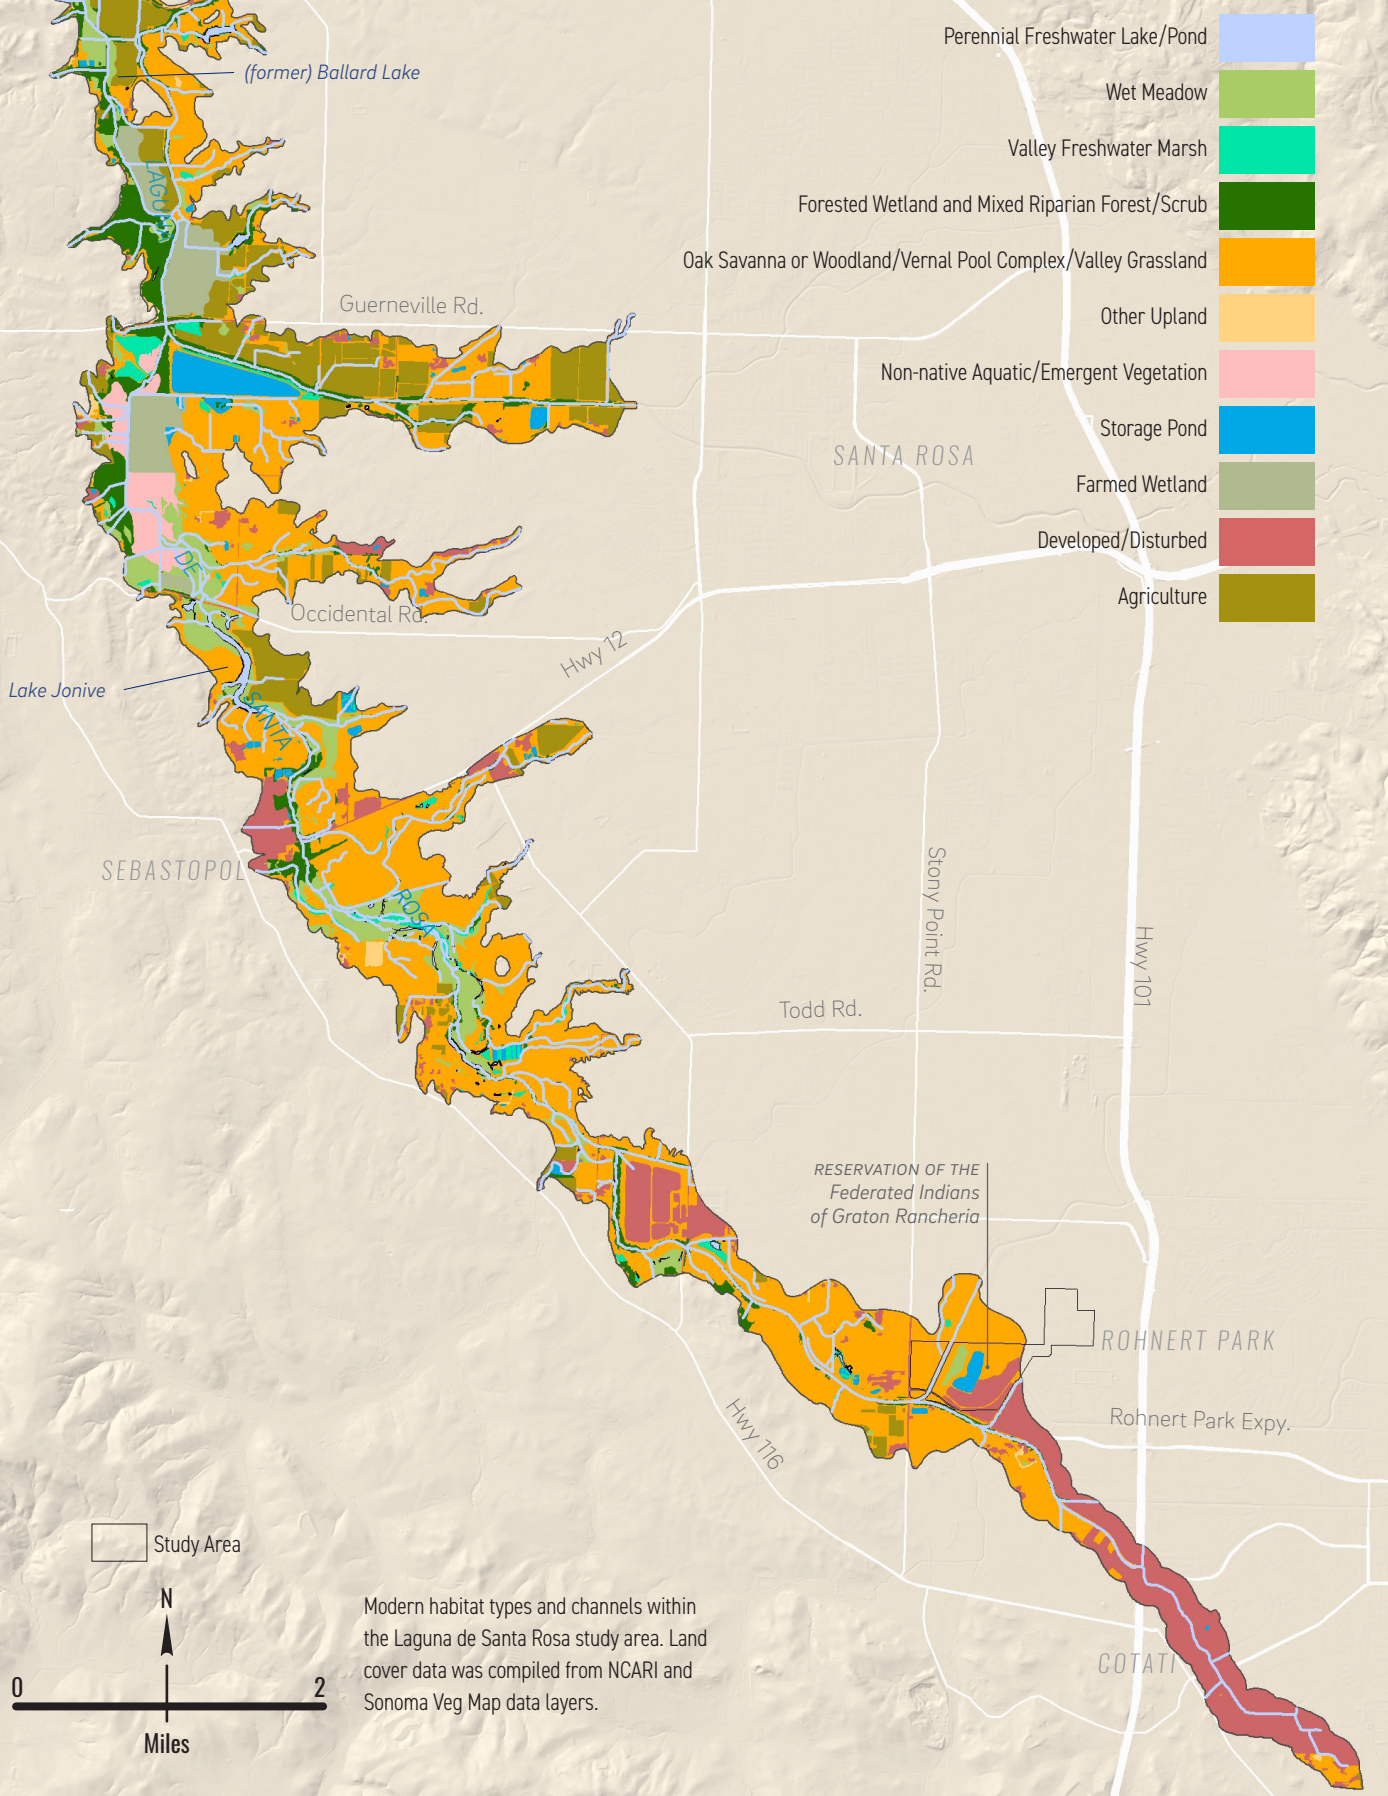 Perennial Freshwater Lake/Pond
Wet Meadow
Valley Freshwater Marsh
Forested Wetland and Mixed Riparian Forest/Scrub
Oak Savanna or Woodland/Vernal Pool Complex/Valley Grassland
Other Upland
Non-native Aquatic/Emergent Vegetation
Storage Pond
Farmed Wetland
Developed/Disturbed
Agriculture
(former) Ballard Lake
LAGUNA
Guerneville Rd.
SANTA ROSA
DE
Occidental Rd.
Hwy 12
Lake Jonive
SANTA
SEBASTOPOL
ROSA
Stony Point Rd.
Hwy 101
Todd Rd.
RESERVATION OF THE
Federated Indians
of Graton Rancheria
ROHNERT PARK
Rohnert Park Expy.
Hwy 116
COTATI
Study Area
N
0 2
Miles
Modern habitat types and channels within
the Laguna de Santa Rosa study area. Land
cover data was compiled from NCARI and
Sonoma Veg Map data layers.